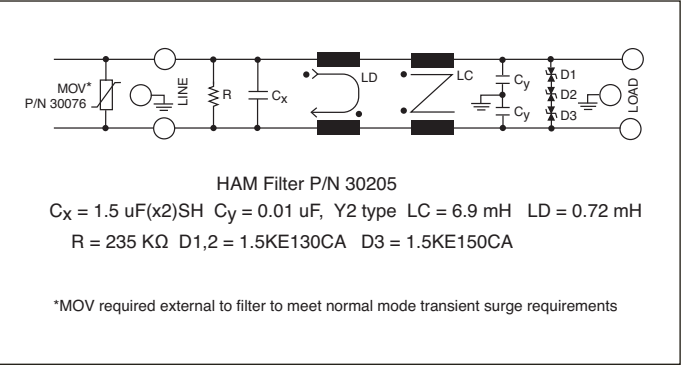 MOV*
P/N 30076
LINE
R
Cx
LD
LC
Cy
Cy
D1
D2
D3
LOAD
HAM Filter P/N 30205
Cx = 1.5 uF(x2)SH Cy = 0.01 uF, Y2 type LC = 6.9 mH LD = 0.72 mH
R = 235 KΩ D1,2 = 1.5KE130CA D3 = 1.5KE150CA
*MOV required external to filter to meet normal mode transient surge requirements